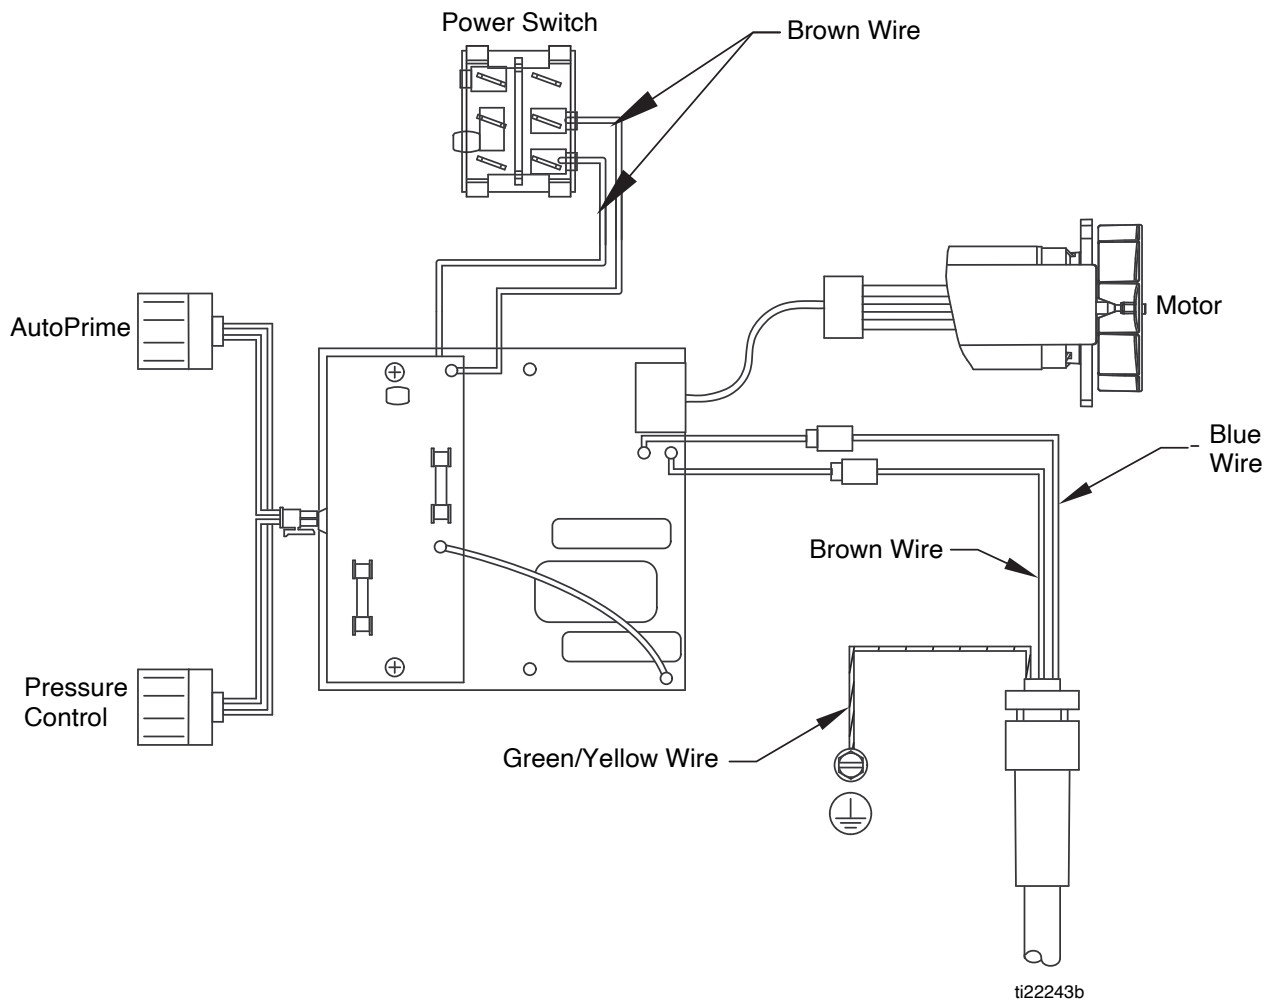 Power Switch
Brown Wire
AutoPrime
Motor
Blue
Wire
Brown Wire
Pressure
Control
Green/Yellow Wire
ti22243b